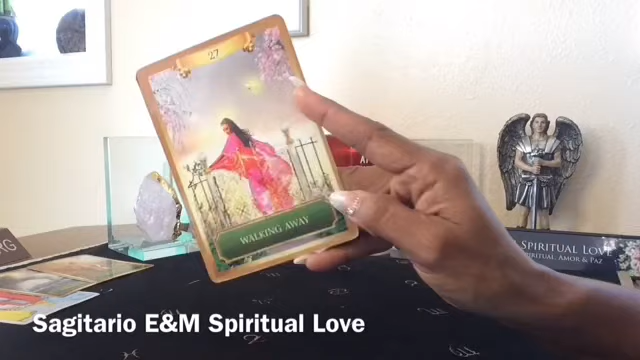 27
WALKING AWAY
SPIRITUAL LOVE
SPIRITUAL, AMOR & PAZ
Sagitario E&M Spiritual Love